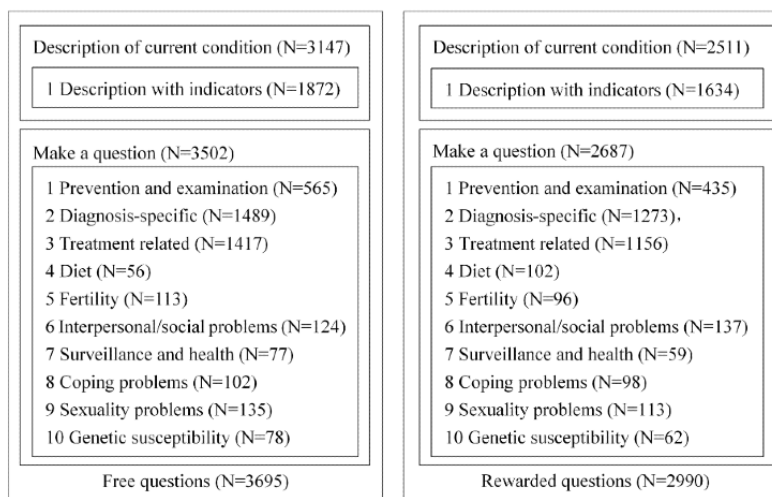 Description of current condition (N=3147)
1 Description with indicators (N=1872)
Make a question (N=3502)
1 Prevention and examination (N=565)
2 Diagnosis-specific (N=1489)
3 Treatment related (N=1417)
4 Diet (N=56)
5 Fertility (N=113)
6 Interpersonal/social problems (N=124)
7 Surveillance and health (N=77)
8 Coping problems (N=102)
9 Sexuality problems (N=135)
10 Genetic susceptibility (N=78)
Free questions (N=3695)
Description of current condition (N=2511)
1 Description with indicators (N=1634)
Make a question (N=2687)
1 Prevention and examination (N=435)
2 Diagnosis-specific (N=1273),
3 Treatment related (N=1156)
4 Diet (N=102)
5 Fertility (N=96)
6 Interpersonal/social problems (N=137)
7 Surveillance and health (N=59)
8 Coping problems (N=98)
9 Sexuality problems (N=113)
10 Genetic susceptibility (N=62)
Rewarded questions (N=2990)